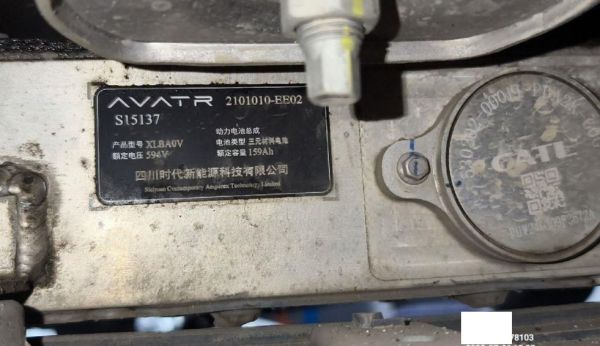 AVATR 2101010-EE02
S15137
动力电池总成
产品型号 XLBA0V 电池类型 三元材料电池
额定电压 594V 额定容量 159Ah
四川时代新能源科技有限公司
Sichuan Contemporary Amperex Technology Limited
CATL
78103